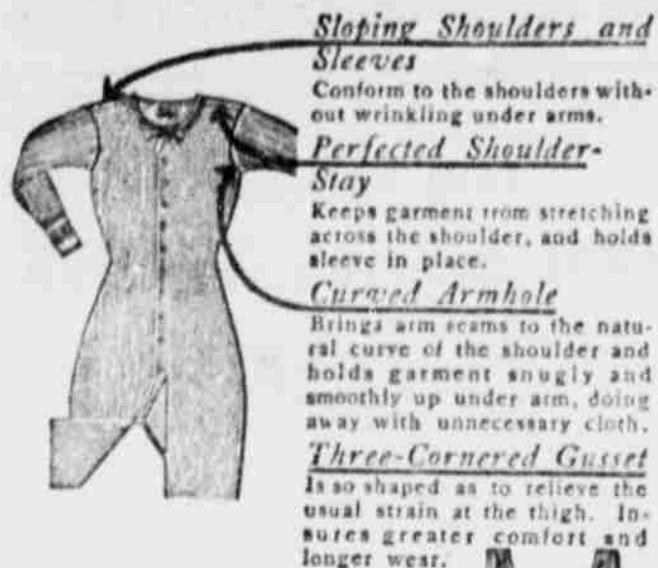 Sloping Shoulders and
Sleeves
Conform to the shoulders with-
out wrinkling under arms.
Perfected Shoulder-
Stay
Keeps garment from stretching
across the shoulder, and holds
sleeve in place.
Curved Armhole
Brings arm seams to the natu-
ral curve of the shoulder and
holds garment snugly and
smoothly up under arm, doing
away with unnecessary cloth.
Three-Cornered Gusset
Is so shaped as to relieve the
usual strain at the thigh. In-
sures greater comfort and
longer wear.